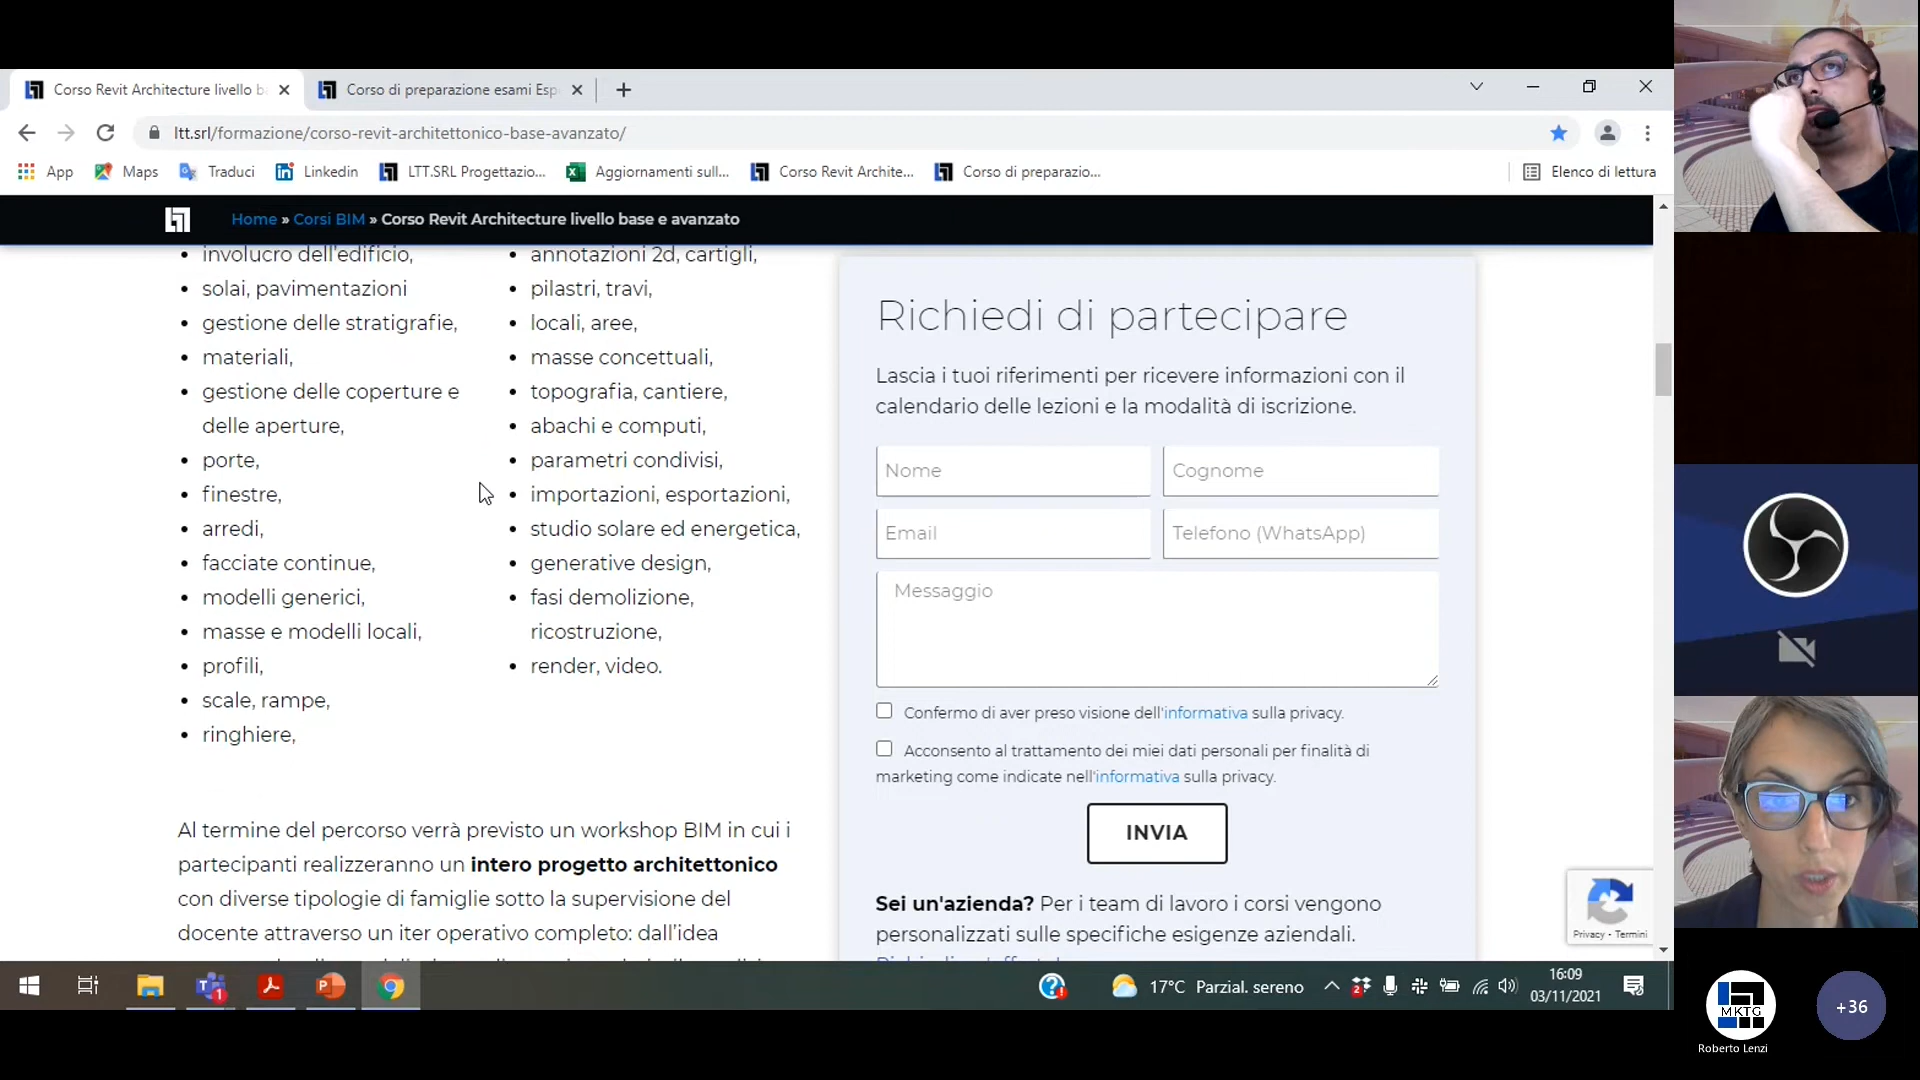 Corso Revit Architecture livello b
Corso di preparazione esami Esp
ltt.srl/formazione/corso-revit-architettonico-base-avanzato/
App
Maps
Traduci
Linkedin
LTT.SRL Progettazio...
Aggiornamenti sull...
Corso Revit Archite...
Corso di preparazio...
Elenco di lettura
Home » Corsi BIM » Corso Revit Architecture livello base e avanzato
involucro dell'edificio,
solai, pavimentazioni
gestione delle stratigrafie,
materiali,
gestione delle coperture e
delle aperture,
porte,
finestre,
arredi,
facciate continue,
modelli generici,
masse e modelli locali,
profili,
scale, rampe,
ringhiere,
annotazioni 2d, cartigli,
pilastri, travi,
locali, aree,
masse concettuali,
topografia, cantiere,
abachi e computi,
parametri condivisi,
importazioni, esportazioni,
studio solare ed energetica,
generative design,
fasi demolizione,
ricostruzione,
render, video.
Al termine del percorso verrà previsto un workshop BIM in cui i
partecipanti realizzeranno un intero progetto architettonico
con diverse tipologie di famiglie sotto la supervisione del
docente attraverso un iter operativo completo: dall'idea
Richiedi di partecipare
Lascia i tuoi riferimenti per ricevere informazioni con il
calendario delle lezioni e la modalità di iscrizione.
Nome
Cognome
Email
Telefono (WhatsApp)
Messaggio
Confermo di aver preso visione dell'informativa sulla privacy.
Acconsento al trattamento dei miei dati personali per finalità di
marketing come indicate nell'informativa sulla privacy.
INVIA
Sei un'azienda? Per i team di lavoro i corsi vengono
personalizzati sulle specifiche esigenze aziendali.
Privacy - Termini
17°C Parzial. sereno
16:09
03/11/2021
MKTG
Roberto Lenzi
+36